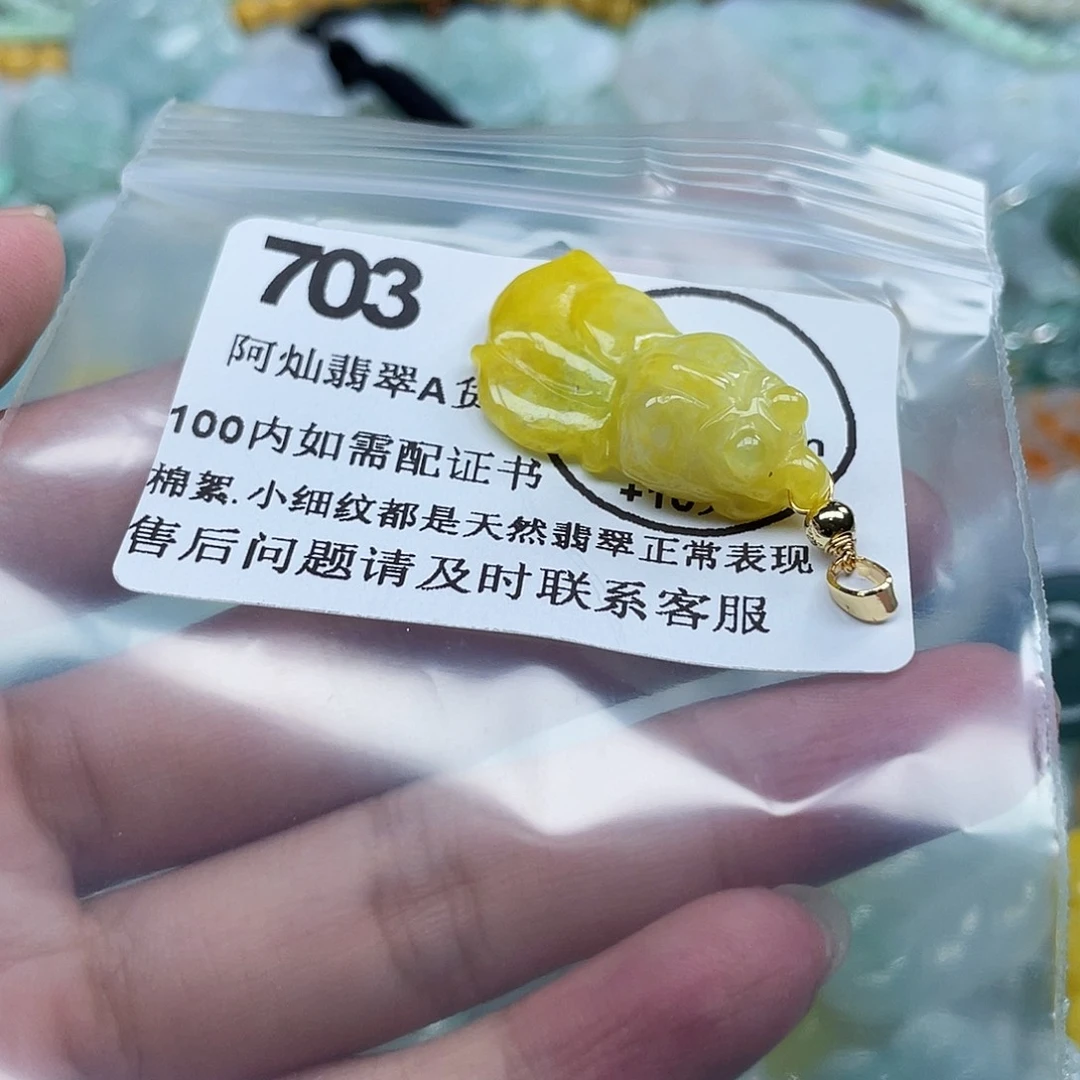 703
阿灿翡翠A货
100内如需配证书
+10
棉絮.小细纹都是天然翡翠正常表现
售后问题请及时联系客服